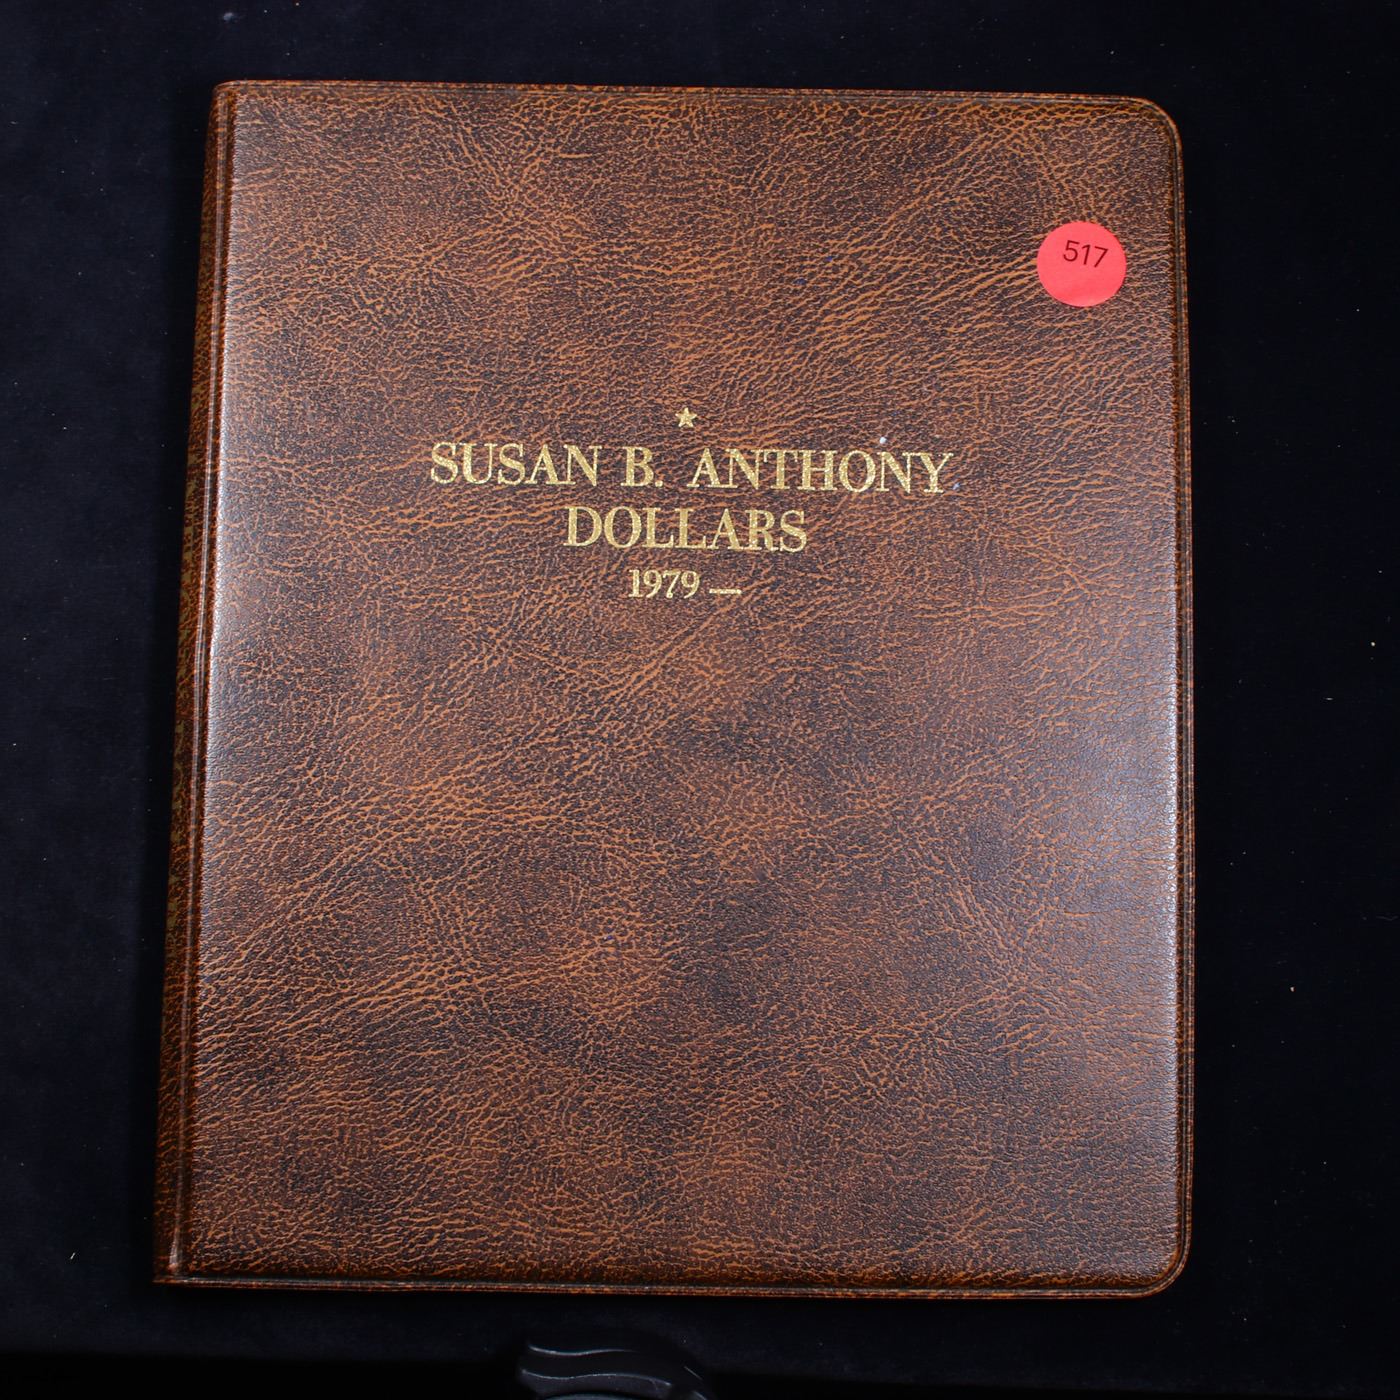 517
SUSAN B. ANTHONY
DOLLARS
1979 —